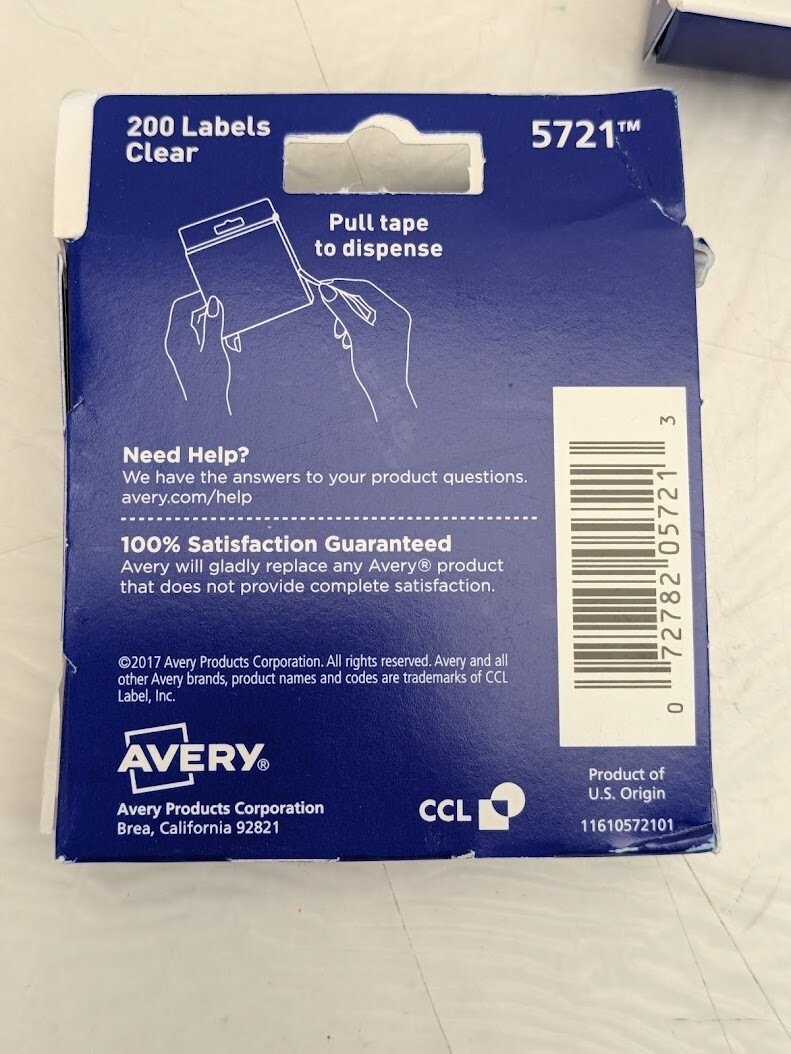 200 Labels
Clear
5721™
Pull tape
to dispense
Need Help?
We have the answers to your product questions.
avery.com/help
100% Satisfaction Guaranteed
Avery will gladly replace any Avery® product
that does not provide complete satisfaction.
©2017 Avery Products Corporation. All rights reserved. Avery and all
other Avery brands, product names and codes are trademarks of CCL
Label, Inc.
AVERY®
Avery Products Corporation
Brea, California 92821
CCL
0 72782 05721 3
Product of
U.S. Origin
11610572101